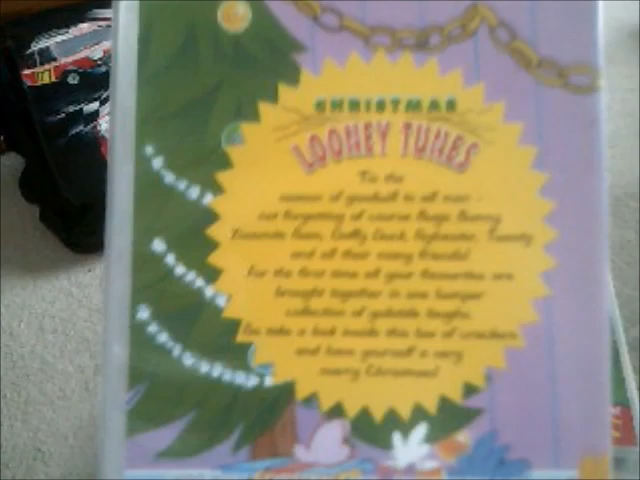 CHRISTMAS
LOONEY TUNES
'Tis the
season of goodwill to all men -
not forgetting of course Bugs Bunny,
Yosemite Sam, Daffy Duck, Sylvester, Tweety
and all their many friends!
For the first time all your favourites are
brought together in one bumper
collection of yuletide laughs.
So take a look inside this box of crackers
and have yourself a very
merry Christmas!